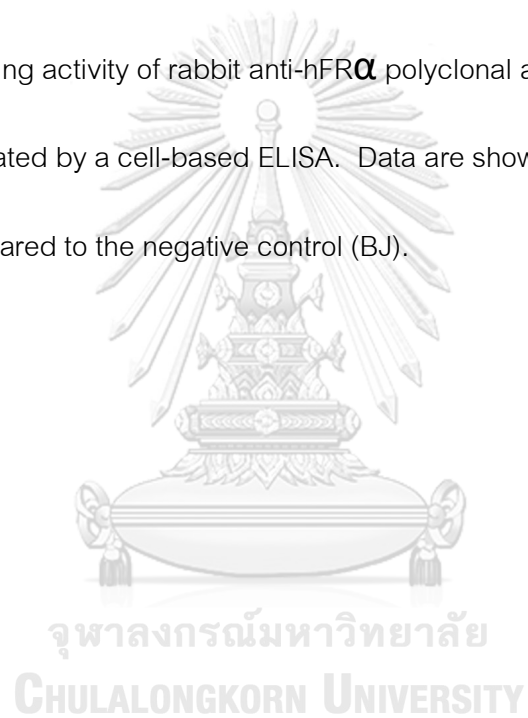 ng activity of rabbit anti-hFRα polyclonal a
ated by a cell-based ELISA. Data are show
ared to the negative control (BJ).
จุฬาลงกรณ์มหาวิทยาลัย
CHULALONGKORN UNIVERSITY